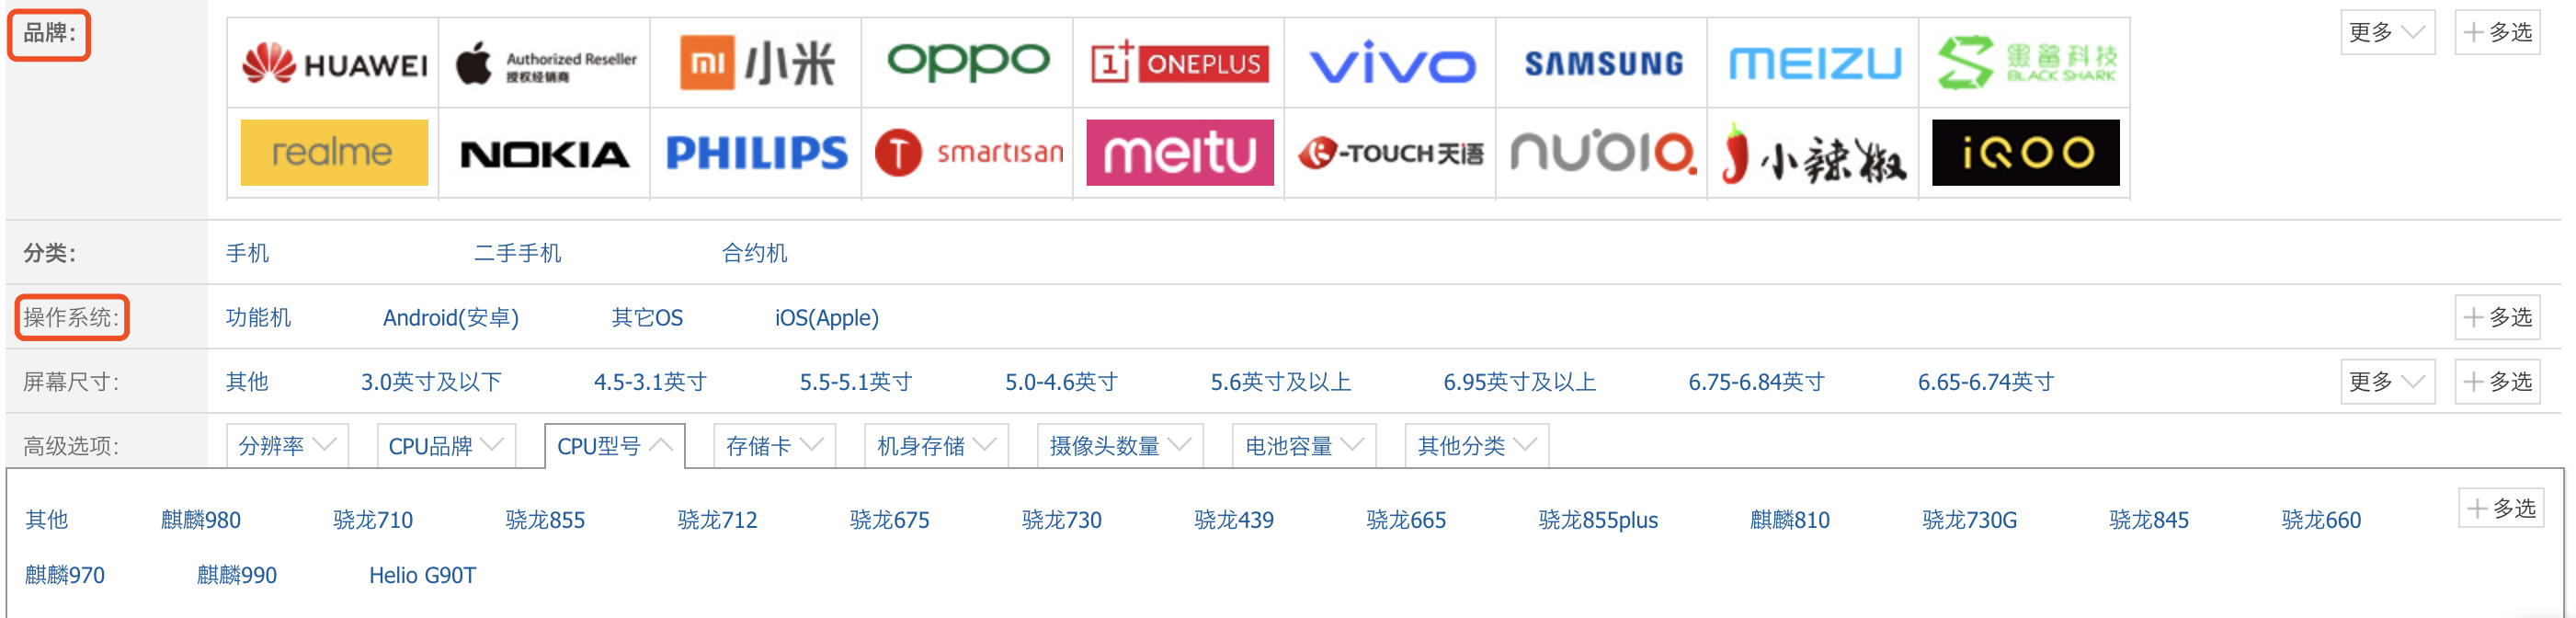 品牌：
HUAWEI
Authorized Reseller
授权经销商
mi 小米
oppo
1+ ONEPLUS
vivo
SAMSUNG
MEIZU
黑鲨科技
BLACK SHARK
更多
多选
realme
NOKIA
PHILIPS
T smartisan
meitu
K-TOUCH天语
nubia
小辣椒
iQOO
分类：
手机 二手手机 合约机
操作系统：
功能机 Android(安卓) 其它OS iOS(Apple)
多选
屏幕尺寸：
其他 3.0英寸及以下 4.5-3.1英寸 5.5-5.1英寸 5.0-4.6英寸 5.6英寸及以上 6.95英寸及以上 6.75-6.84英寸 6.65-6.74英寸
更多
多选
高级选项：
分辨率 CPU品牌 CPU型号 存储卡 机身存储 摄像头数量 电池容量 其他分类
其他 麒麟980 骁龙710 骁龙855 骁龙712 骁龙675 骁龙730 骁龙439 骁龙665 骁龙855plus 麒麟810 骁龙730G 骁龙845 骁龙660
多选
麒麟970 麒麟990 Helio G90T